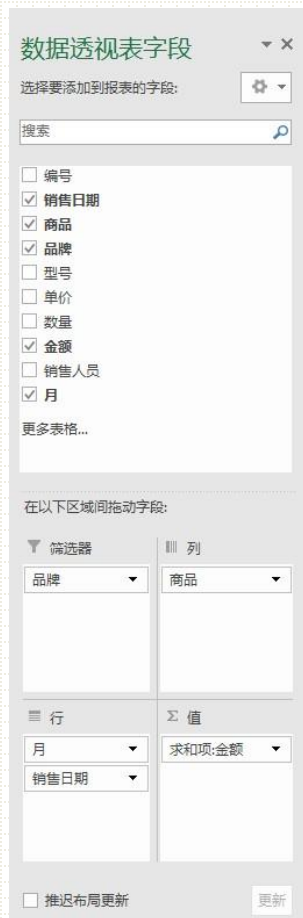 数据透视表字段
选择要添加到报表的字段:
搜索
编号
销售日期
商品
品牌
型号
单价
数量
金额
销售人员
月
更多表格...
在以下区域间拖动字段:
筛选器
列
品牌
商品
行
Σ 值
月
求和项:金额
销售日期
推迟布局更新
更新